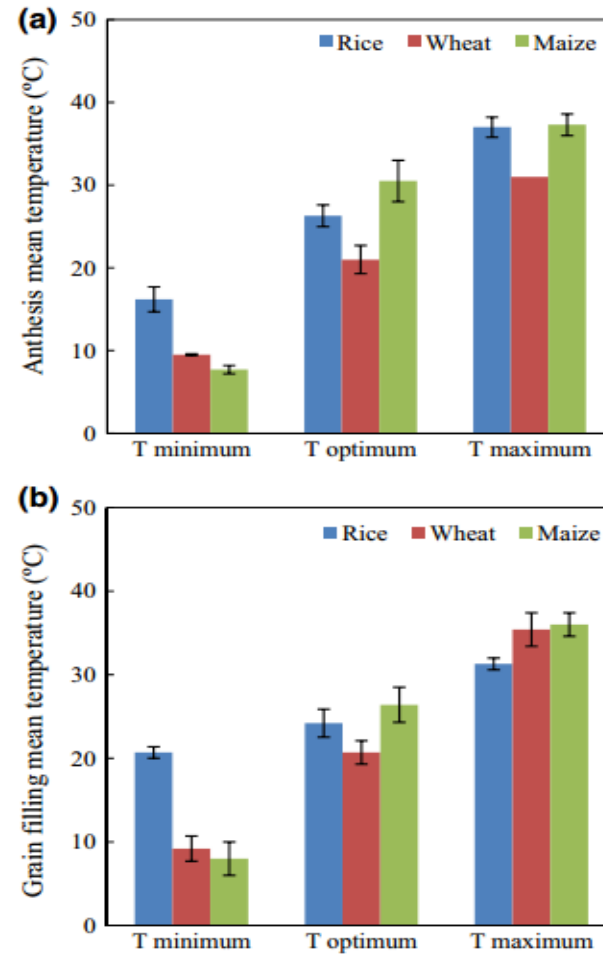 (a)
50
Rice Wheat Maize
40
30
20
10
0
Anthesis mean temperature (ºC)
T minimum T optimum T maximum
(b)
50
Rice Wheat Maize
40
30
20
10
0
Grain filling mean temperature (ºC)
T minimum T optimum T maximum